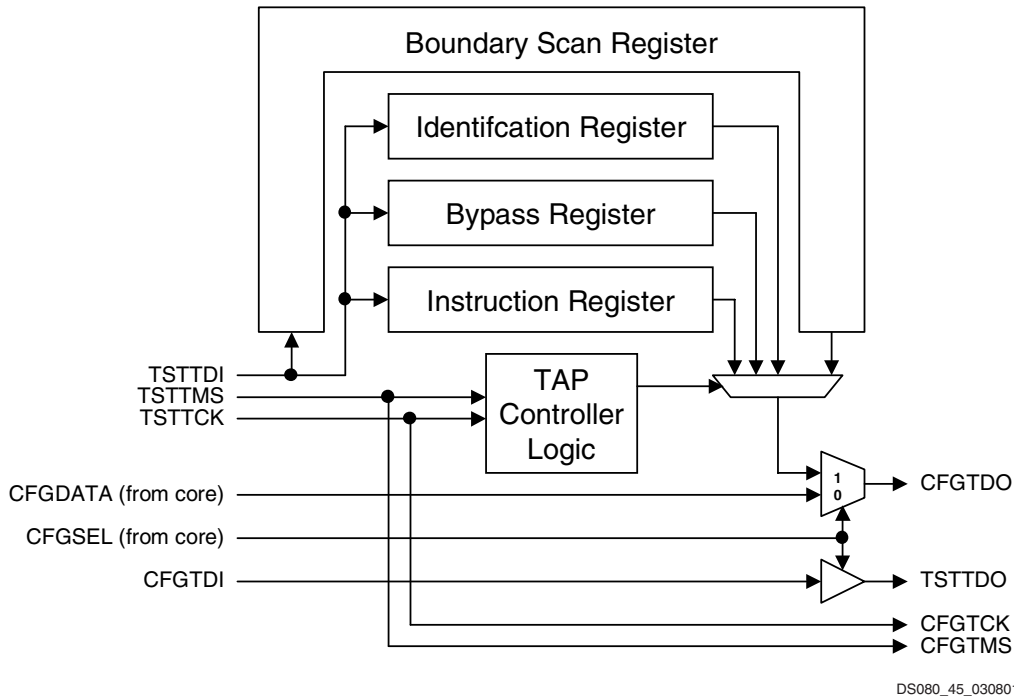 Boundary Scan Register
Identifcation Register
Bypass Register
Instruction Register
TSTTDI
TSTTMS
TSTTCK
TAP
Controller
Logic
1
0
CFGTDO
CFGDATA (from core)
CFGSEL (from core)
CFGTDI
TSTTDO
CFGTCK
CFGTMS
DS080_45_030801